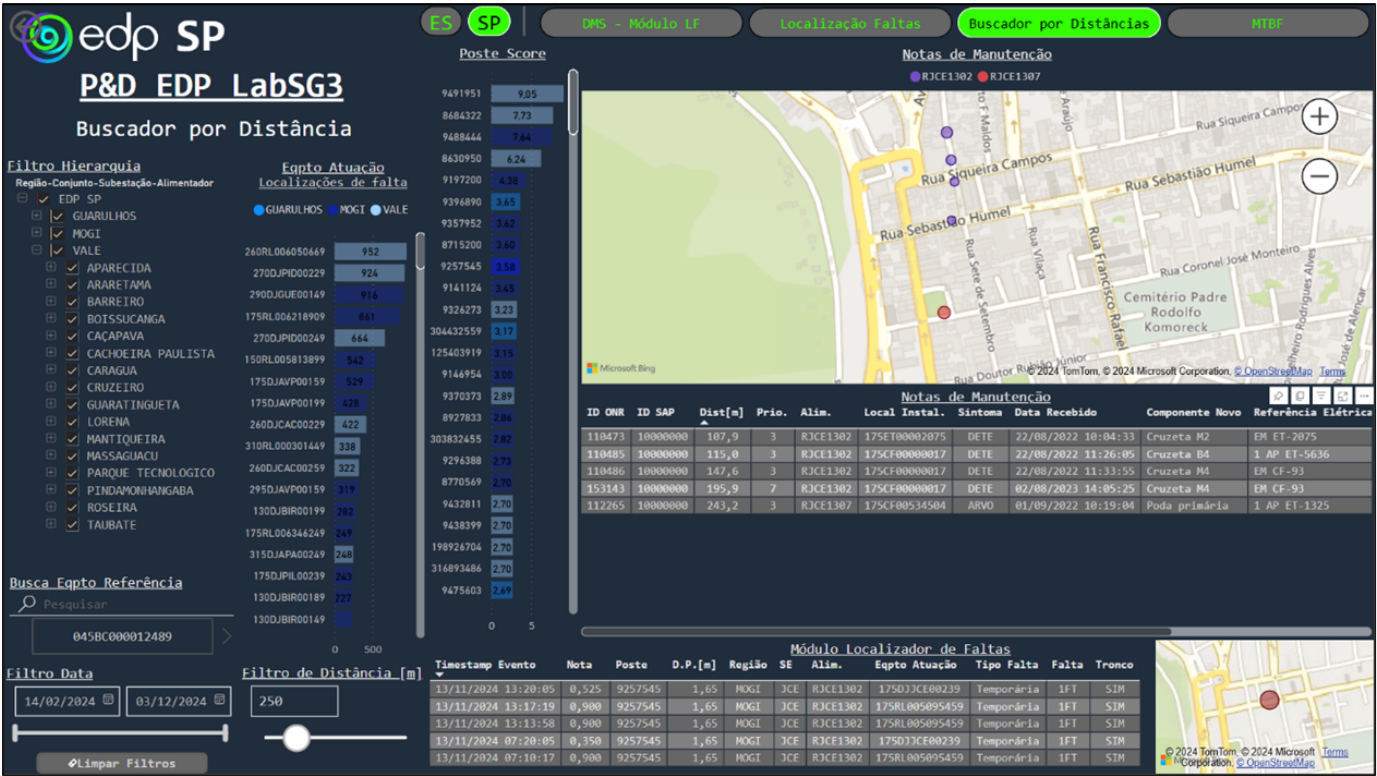 edp SP
P&D EDP LabSG3
Buscador por Distância
ES
SP
DMS - Módulo LF
Localização Faltas
Buscador por Distâncias
MTBF
Filtro Hierarquia
Região-Conjunto-Subestação-Alimentador
EDP SP
GUARULHOS
MOGI
VALE
APARECIDA
ARARETAMA
BARREIRO
BOISSUCANGA
CAÇAPAVA
CACHOEIRA PAULISTA
CARAGUA
CRUZEIRO
GUARATINGUETA
LORENA
MANTIQUEIRA
MASSAGUACU
PARQUE TECNOLOGICO
PINDAMONHANGABA
ROSEIRA
TAUBATE
Busca Eqpto Referência
Pesquisar
045BC000012489
Filtro Data
14/02/2024
03/12/2024
Limpar Filtros
Eqpto Atuação
Localizações de falta
GUARULHOS MOGI VALE
260RL006050669 952
270DJPID00229 924
290DJGUE00149 916
175RL006218909 861
270DJPID00249 664
150RL005813899 542
175DJAVP00159 529
175DJAVP00199 428
260DJCAC00229 422
310RL000301449 338
260DJCAC00259 322
295DJAVP00159 319
130DJBIR00199 282
175RL006346249 249
315DJAPA00249 248
175DJPIL00239 243
130DJBIR00189 227
130DJBIR00149
0 500
Filtro de Distância [m]
250
Poste Score
9491951 9,05
8684322 7,73
9488444 7,64
8630950 6,24
9197200 4,38
9396890 3,65
9357952 3,62
8715200 3,60
9257545 3,58
9141124 3,45
9326273 3,23
304432559 3,17
125403919 3,15
9146954 3,00
9370373 2,89
8927833 2,86
303832455 2,82
9296388 2,73
8770569 2,70
9432811 2,70
9438399 2,70
198926704 2,70
316893486 2,70
9475603 2,69
0 5
Notas de Manutenção
RJCE1302 RJCE1307
Rua Siqueira Campos
Rua Siqueira Campos
Rua Sebastião Humel
Rua Sebastião Humel
Rua Sete de Setembro
Rua Vilaça
Rua Francisco Rafael
Rua Coronel José Monteiro
Cemitério Padre
Rodolfo
Komoreck
Rua Doutor Rubião Júnior
Microsoft Bing
© 2024 TomTom, © 2024 Microsoft Corporation, © OpenStreetMap Terms
Notas de Manutenção
ID ONR ID SAP Dist[m] Prio. Alim. Local Instal. Sintoma Data Recebido Componente Novo Referência Elétrica
110473 10000000 107,9 3 RJCE1302 175ET00002075 DETE 22/08/2022 10:04:33 Cruzeta M2 EM ET-2075
110485 10000000 115,0 3 RJCE1302 175CF00000017 DETE 22/08/2022 11:26:05 Cruzeta B4 1 AP ET-5636
110486 10000000 147,6 3 RJCE1302 175CF00000017 DETE 22/08/2022 11:33:55 Cruzeta M4 EM CF-93
153143 10000000 195,9 7 RJCE1302 175CF00000017 DETE 02/08/2023 14:05:25 Cruzeta M4 EM CF-93
112265 10000000 243,2 3 RJCE1307 175CF00534504 ARVO 01/09/2022 10:19:04 Poda primária 1 AP ET-1325
Módulo Localizador de Faltas
Timestamp Evento Nota Poste D.P.[m] Região SE Alim. Eqpto Atuação Tipo Falta Falta Tronco
13/11/2024 13:20:05 0,525 9257545 1,65 MOGI JCE RJCE1302 175DJJCE00239 Temporária 1FT SIM
13/11/2024 13:17:19 0,900 9257545 1,65 MOGI JCE RJCE1302 175RL005095459 Temporária 1FT SIM
13/11/2024 13:13:58 0,900 9257545 1,65 MOGI JCE RJCE1302 175RL005095459 Temporária 1FT SIM
13/11/2024 07:20:05 0,350 9257545 1,65 MOGI JCE RJCE1302 175DJJCE00239 Temporária 1FT SIM
13/11/2024 07:10:17 0,900 9257545 1,65 MOGI JCE RJCE1302 175RL005095459 Temporária 1FT SIM
© 2024 TomTom, © 2024 Microsoft
Corporation, © OpenStreetMap Terms